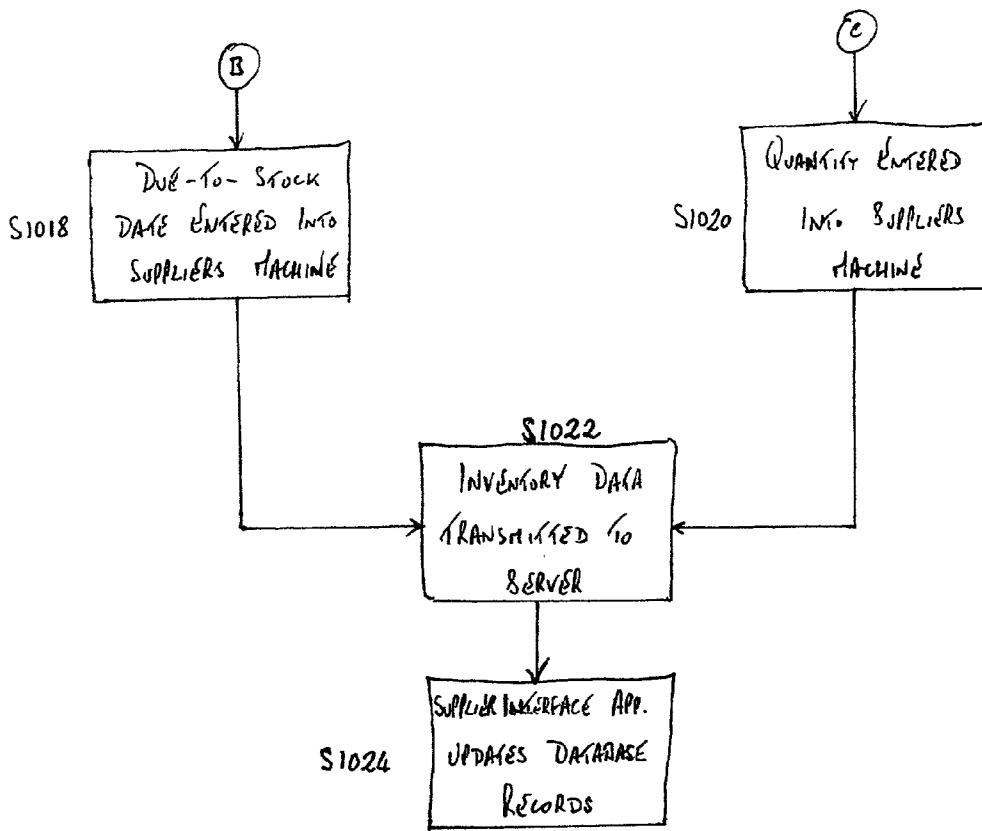 B
C
S1018
DUE-TO-STOCK
DATE ENTERED INTO
SUPPLIERS MACHINE
S1020
QUANTITY ENTERED
INTO SUPPLIERS
MACHINE
S1022
INVENTORY DATA
TRANSMITTED TO
SERVER
S1024
SUPPLIER INTERFACE APP.
UPDATES DATABASE
RECORDS